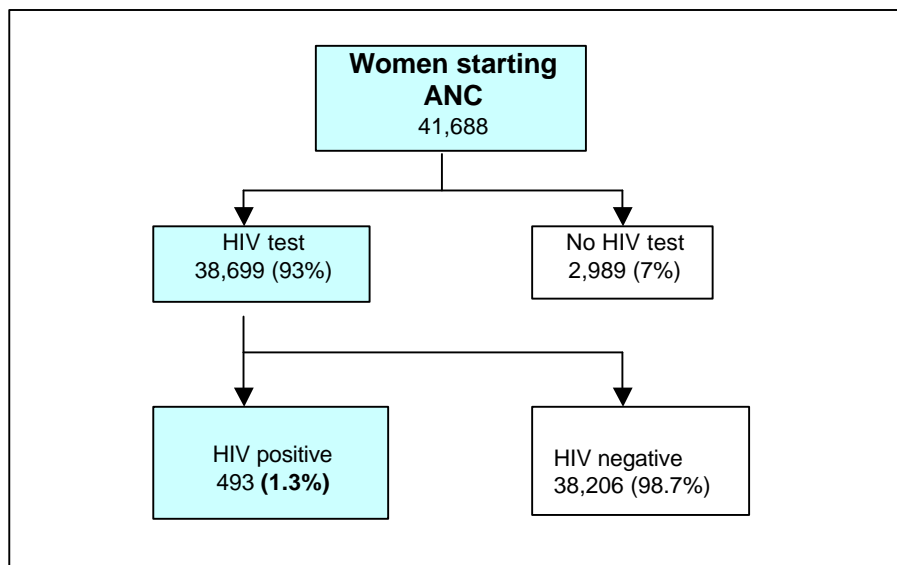 Women starting
ANC
41,688
HIV test
38,699 (93%)
No HIV test
2,989 (7%)
HIV positive
493 (1.3%)
HIV negative
38,206 (98.7%)